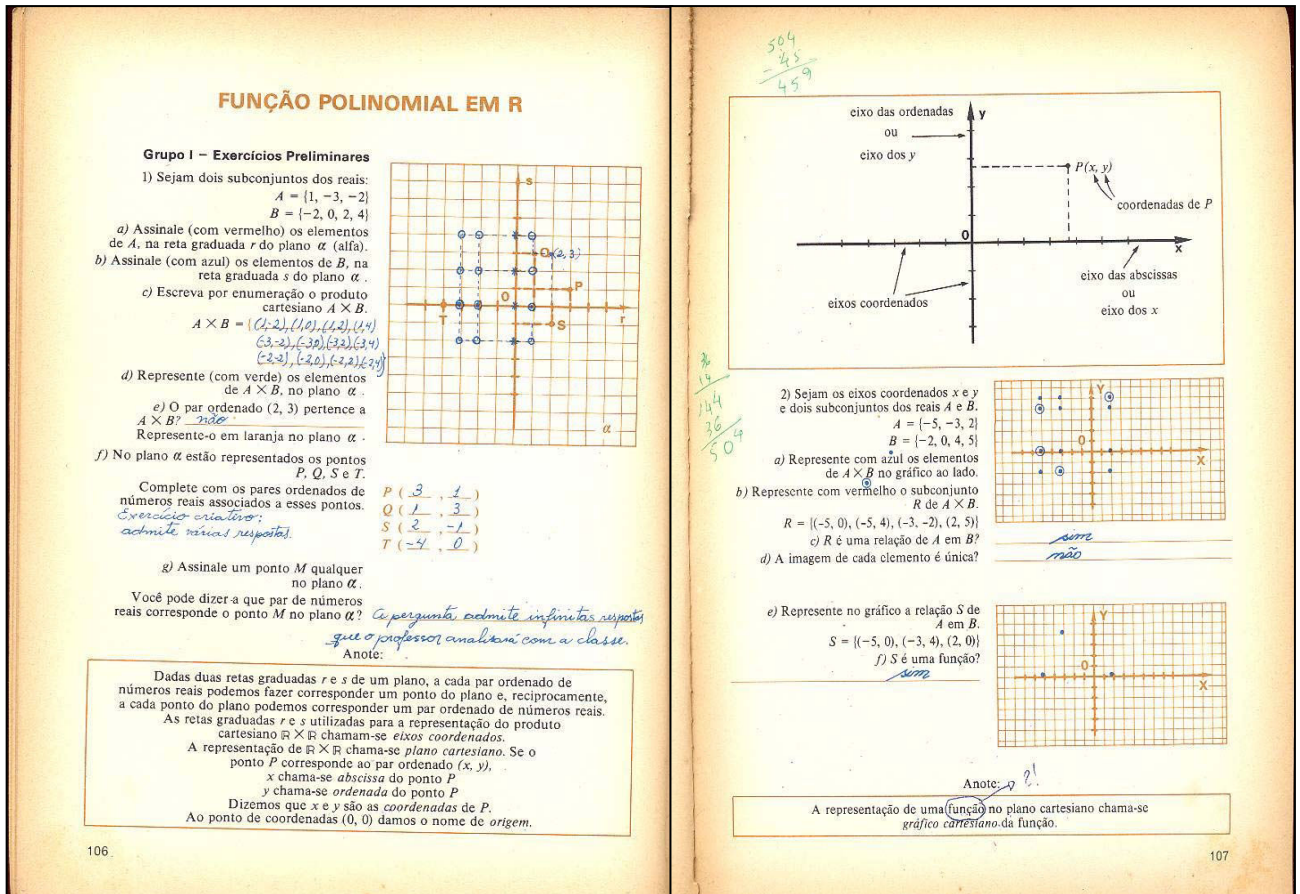 FUNÇÃO POLINOMIAL EM R
Grupo I – Exercícios Preliminares
1) Sejam dois subconjuntos dos reais:
A = {1, −3, −2}
B = {−2, 0, 2, 4}
a) Assinale (com vermelho) os elementos
de A, na reta graduada r do plano α (alfa).
b) Assinale (com azul) os elementos de B, na
reta graduada s do plano α .
c) Escreva por enumeração o produto
cartesiano A × B.
A × B = {(1,-2),(1,0),(1,2),(1,4)
(-3,-2),(-3,0)(-3,2)(-3,4)
(-2,-2),(-2,0),(-2,2),(-2,4)}
d) Represente (com verde) os elementos
de A × B, no plano α .
e) O par ordenado (2, 3) pertence a
A × B? não
Represente-o em laranja no plano α .
f) No plano α estão representados os pontos
P, Q, S e T.
Complete com os pares ordenados de
números reais associados a esses pontos.
Exercício criativo;
admite várias respostas.
s
Q (2,3)
0 P
T S r
α
P ( 3 , 1 )
Q ( 1 , 3 )
S ( 2 , -1 )
T ( -4 , 0 )
g) Assinale um ponto M qualquer
no plano α .
Você pode dizer a que par de números
reais corresponde o ponto M no plano α? A pergunta admite infinitas respostas
que o professor analisará com a classe.
Anote:
Dadas duas retas graduadas r e s de um plano, a cada par ordenado de
números reais podemos fazer corresponder um ponto do plano e, reciprocamente,
a cada ponto do plano podemos corresponder um par ordenado de números reais.
As retas graduadas r e s utilizadas para a representação do produto
cartesiano ℝ × ℝ chamam-se eixos coordenados.
A representação de ℝ × ℝ chama-se plano cartesiano. Se o
ponto P corresponde ao par ordenado (x, y),
x chama-se abscissa do ponto P
y chama-se ordenada do ponto P
Dizemos que x e y são as coordenadas de P.
Ao ponto de coordenadas (0, 0) damos o nome de origem.
106
504
- 45
459
eixo das ordenadas
ou
eixo dos y
y
P(x, y)
coordenadas de P
0
x
eixos coordenados
eixo das abscissas
ou
eixo dos x
36
14
144
36
504
2) Sejam os eixos coordenados x e y
e dois subconjuntos dos reais A e B.
A = {−5, −3, 2}
B = {−2, 0, 4, 5}
a) Represente com azul os elementos
de A × B no gráfico ao lado.
b) Represente com vermelho o subconjunto
R de A × B.
R = {(−5, 0), (−5, 4), (−3, −2), (2, 5)}
c) R é uma relação de A em B? sim
d) A imagem de cada elemento é única? não
Y
0
X
e) Represente no gráfico a relação S de
A em B.
S = {(−5, 0), (−3, 4), (2, 0)}
f) S é uma função?
sim
Y
0
X
Anote: ?!
A representação de uma função no plano cartesiano chama-se
gráfico cartesiano da função.
107